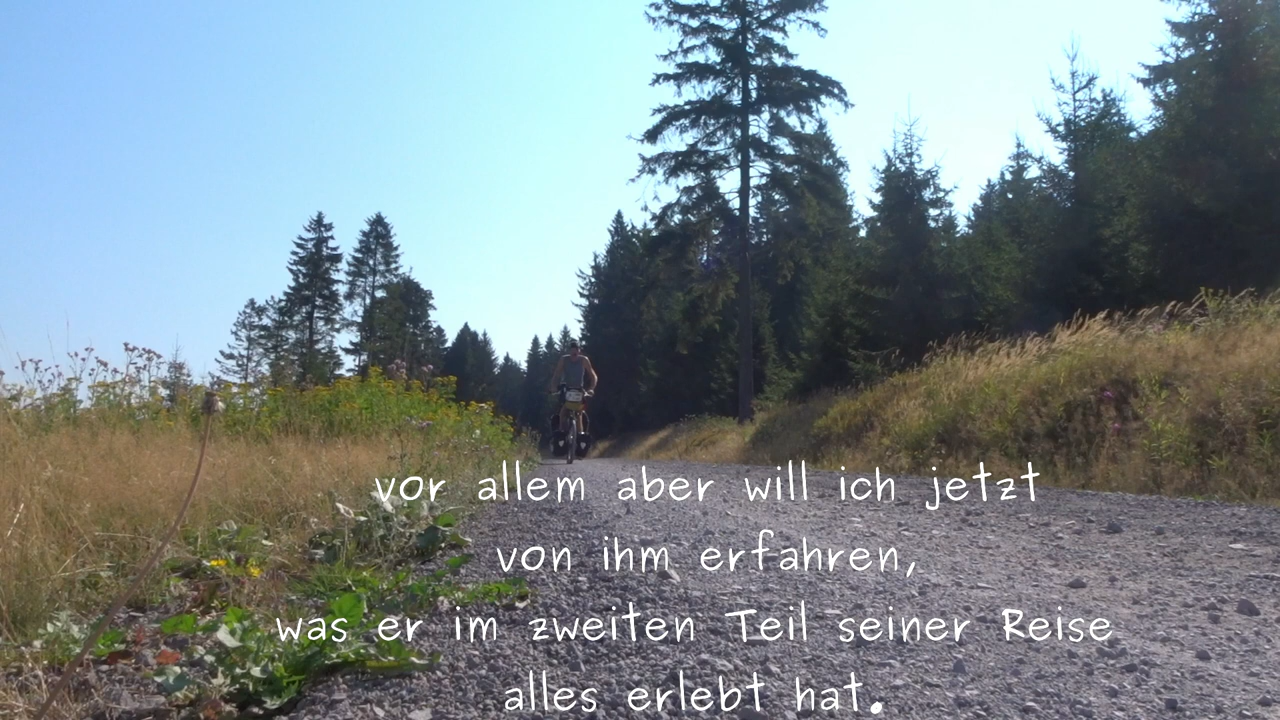 vor allem aber will ich jetzt
von ihm erfahren,
was er im zweiten Teil seiner Reise
alles erlebt hat.